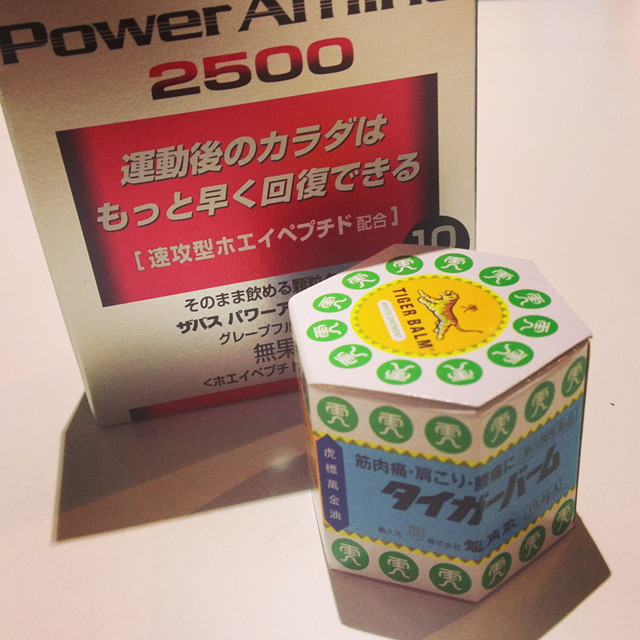 Power Amino
2500
運動後のカラダは
もっと早く回復できる
[速攻型ホエイペプチド配合]
10
そのまま飲める顆粒
ザバス パワーア
グレープフル
無果
<ホエイペプチド
TIGER BALM
虎標萬金油
筋肉痛・肩こり・腰痛に
タイガーバーム
輸入元 株式会社 龍角散